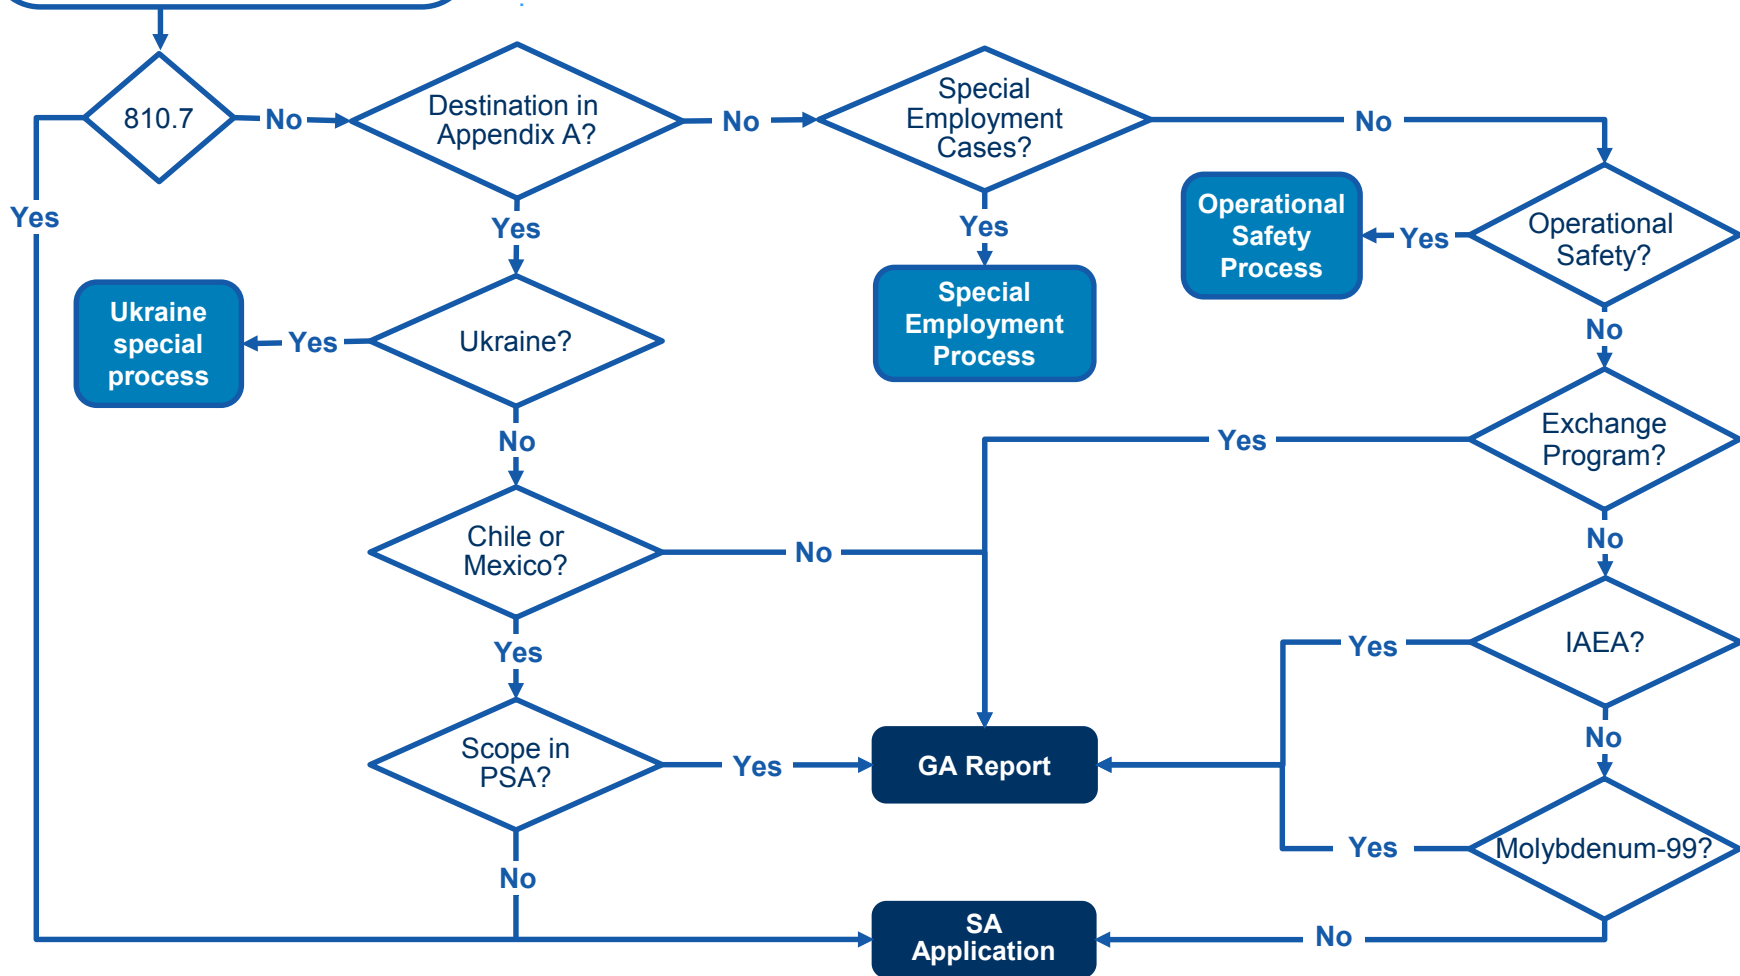 810.7
No
Destination in
Appendix A?
No
Special
Employment
Cases?
No
Yes
Yes
Yes
Operational
Safety
Process
Yes
Operational
Safety?
Ukraine
special
process
Yes
Ukraine?
Special
Employment
Process
No
No
Yes
Exchange
Program?
Chile or
Mexico?
No
No
Yes
Yes
IAEA?
Scope in
PSA?
Yes
GA Report
No
Yes
Molybdenum-99?
No
SA
Application
No